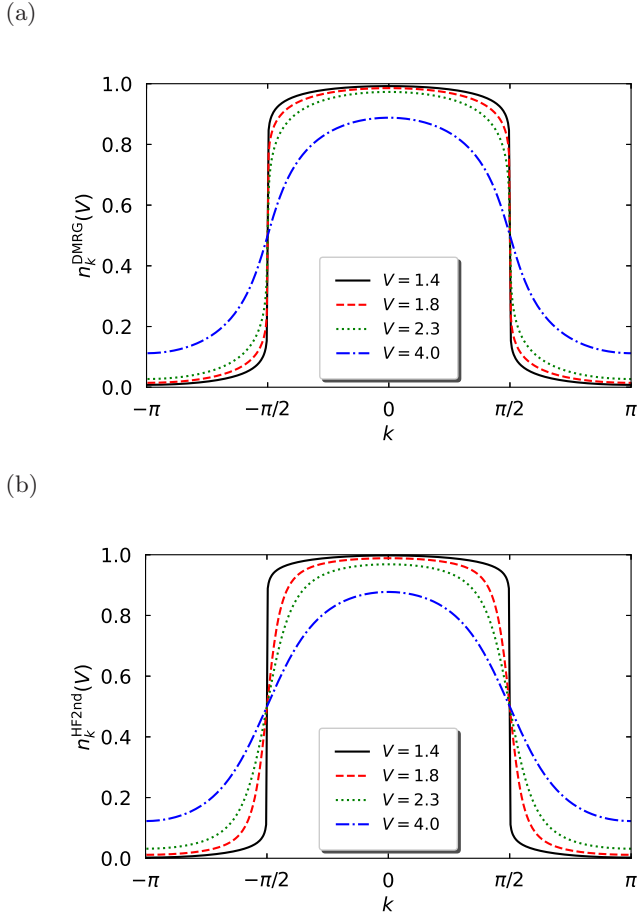 (a)
n_k^DMRG(V)
1.0
0.8
0.6
0.4
0.2
0.0
V = 1.4
V = 1.8
V = 2.3
V = 4.0
−π −π/2 0 π/2 π
k
(b)
n_k^HF2nd(V)
1.0
0.8
0.6
0.4
0.2
0.0
V = 1.4
V = 1.8
V = 2.3
V = 4.0
−π −π/2 0 π/2 π
k